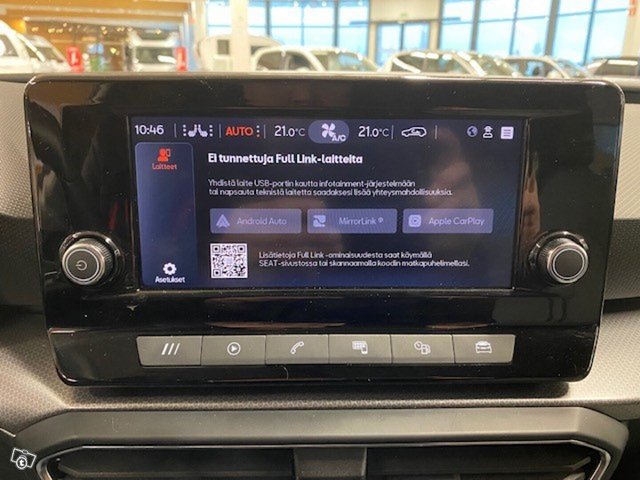 10:46 AUTO 21.0°C A/C 21.0°C
Laitteet
Ei tunnettuja Full Link-laitteita
Yhdistä laite USB-portin kautta infotainment-järjestelmään
tai napsauta teknistä laitetta saadaksesi lisää yhteysmahdollisuuksia.
Android Auto MirrorLink Apple CarPlay
Lisätietoja Full Link -ominaisuudesta saat käymällä
SEAT-sivustossa tai skannaamalla koodin matkapuhelimellasi.
Asetukset